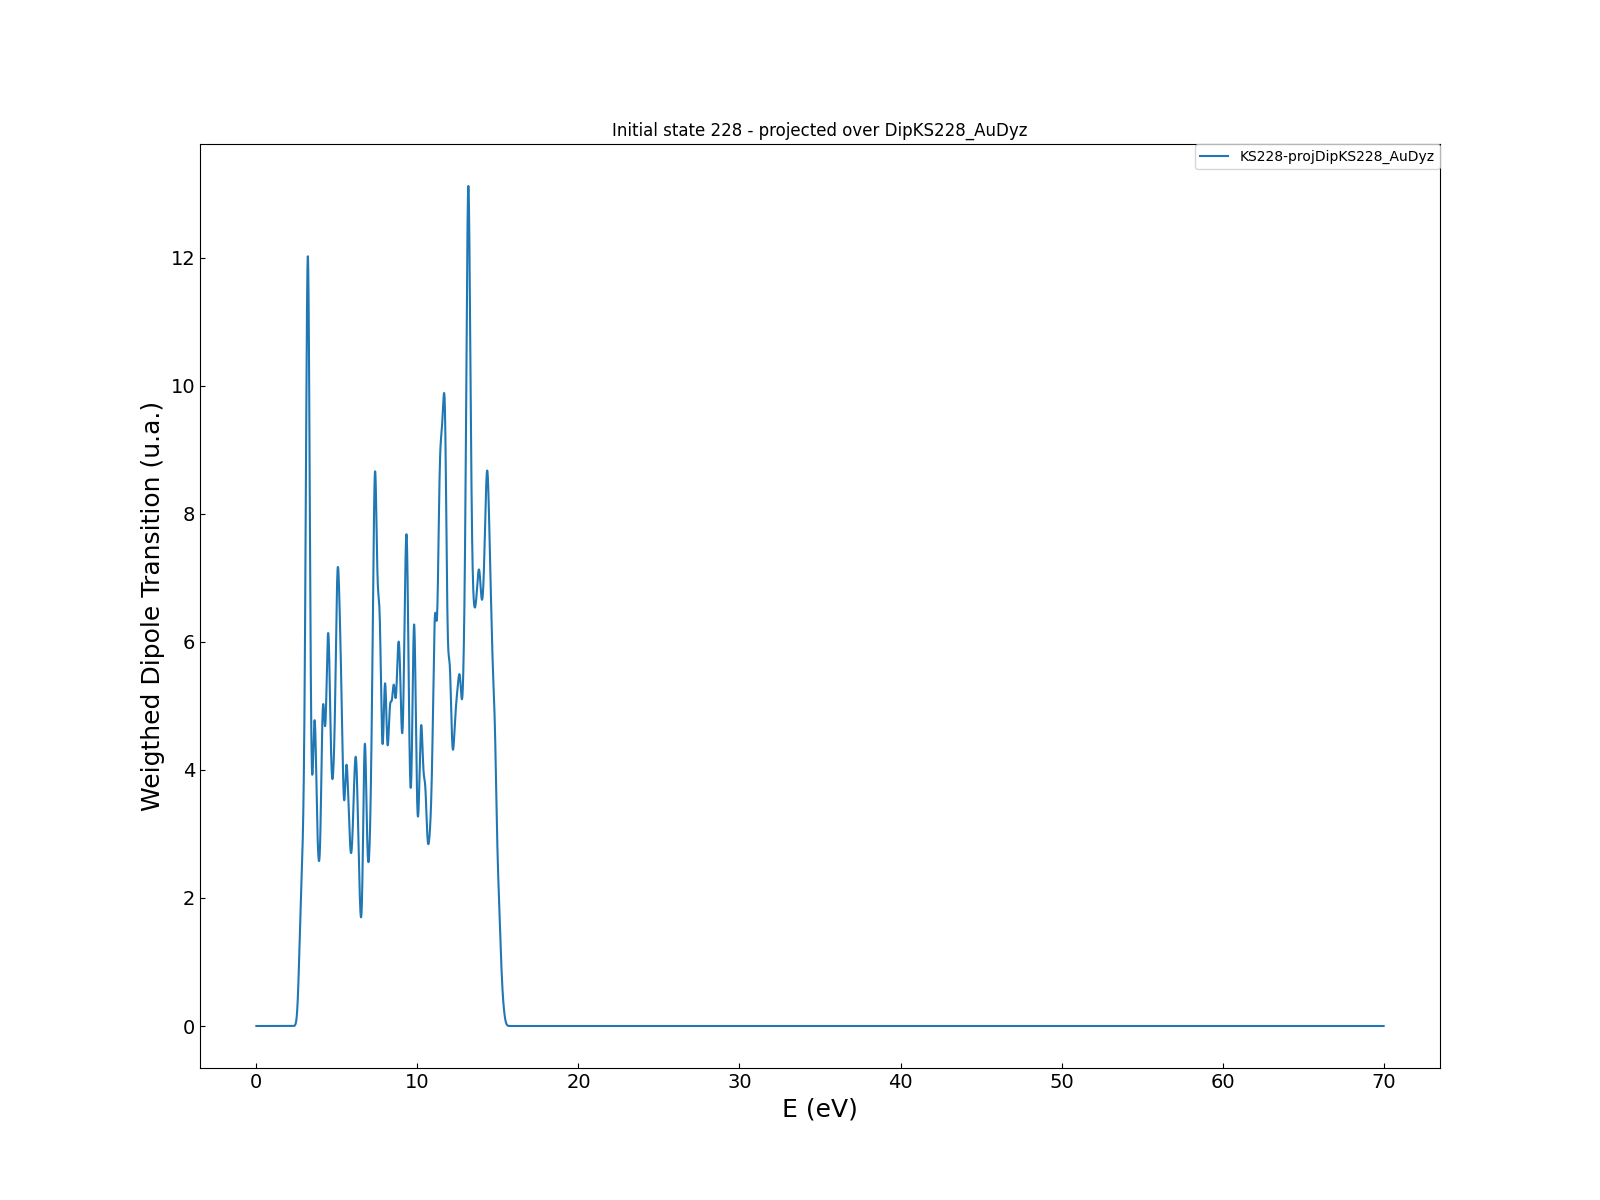 Initial state 228 - projected over DipKS228_AuDyz
KS228-projDipKS228_AuDyz
Weigthed Dipole Transition (u.a.)
12
10
8
6
4
2
0
0 10 20 30 40 50 60 70
E (eV)